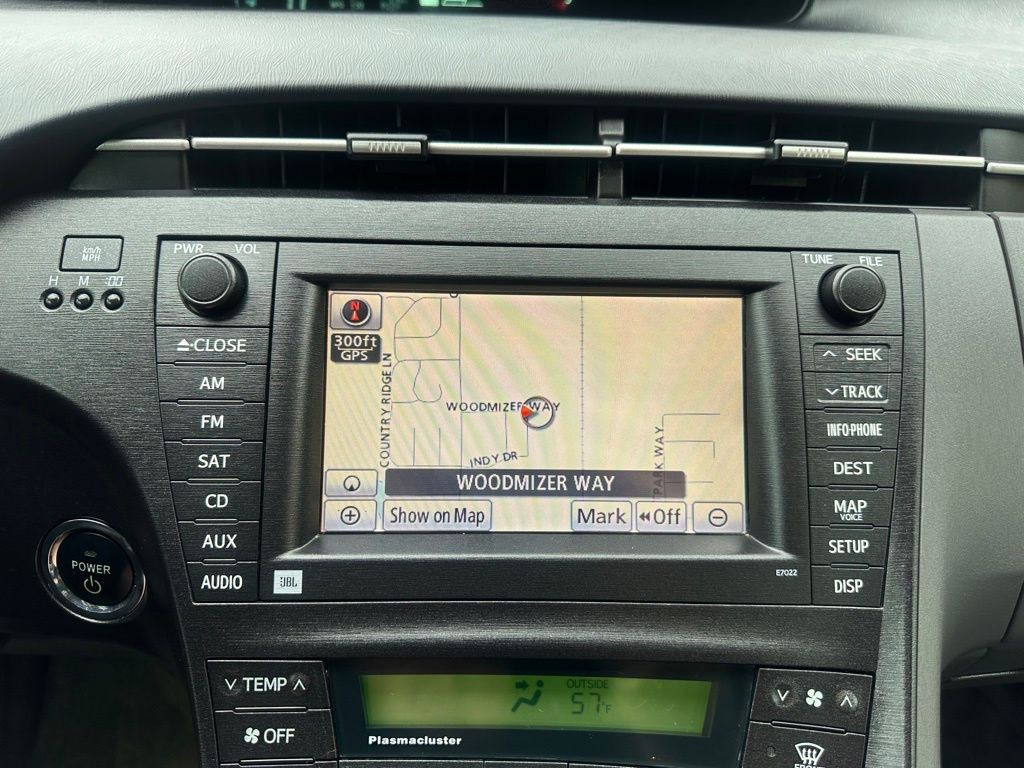 km/h
MPH
H M :00
PWR VOL
CLOSE
AM
FM
SAT
CD
AUX
AUDIO
POWER
N
300ft
GPS
COUNTRY RIDGE LN
WOODMIZER WAY
INDY DR
PARK WAY
WOODMIZER WAY
Show on Map
Mark
Off
JBL
E7022
TUNE FILE
SEEK
TRACK
INFO·PHONE
DEST
MAP
VOICE
SETUP
DISP
TEMP
OFF
OUTSIDE
57°F
Plasmacluster
FRONT